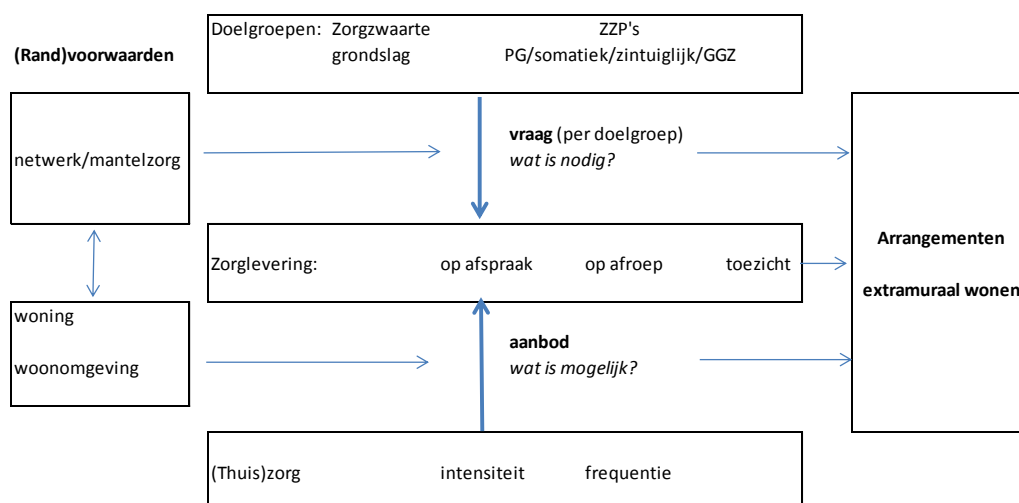 Doelgroepen: Zorgzwaarte ZZP's
(Rand)voorwaarden
grondslag PG/somatiek/zintuiglijk/GGZ
netwerk/mantelzorg
vraag (per doelgroep)
wat is nodig?
Zorglevering: op afspraak op afroep toezicht
Arrangementen
extramuraal wonen
woning
woonomgeving
aanbod
wat is mogelijk?
(Thuis)zorg intensiteit frequentie